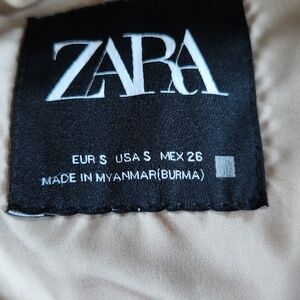 ZARA
EUR S USA S MEX 26
MADE IN MYANMAR(BURMA)